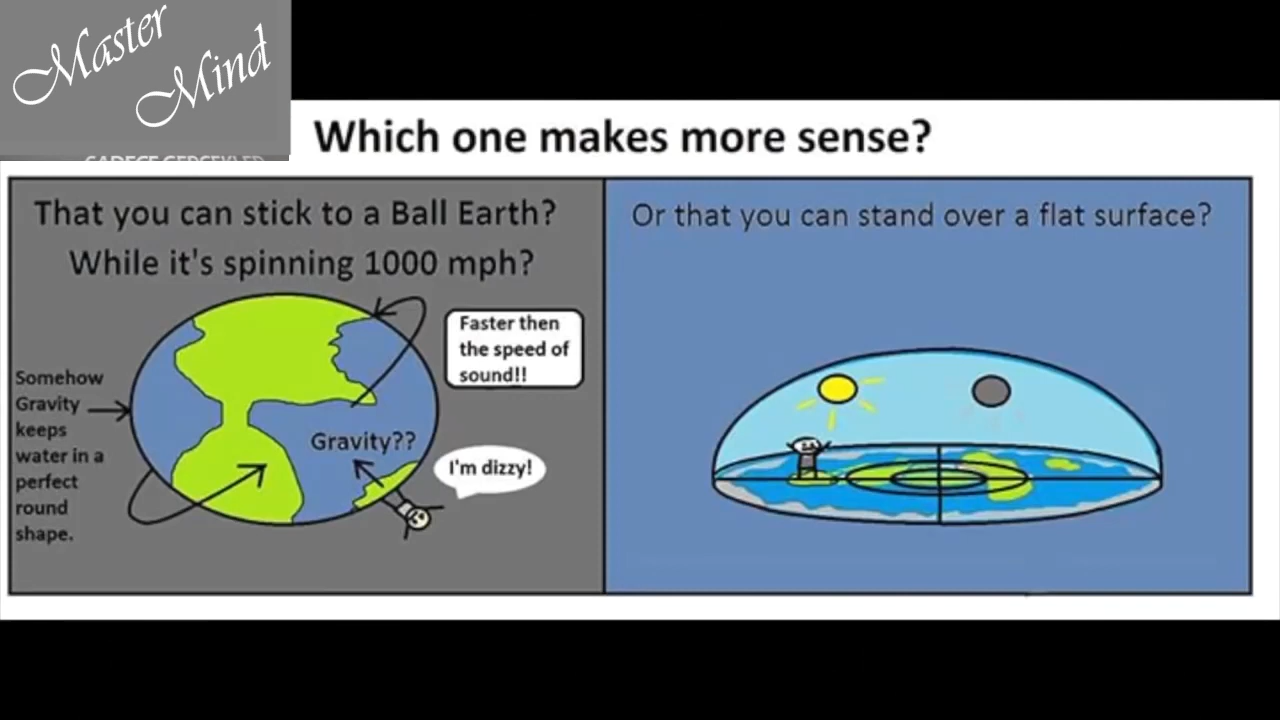 Master
Mind
Which one makes more sense?
That you can stick to a Ball Earth?
While it's spinning 1000 mph?
Faster then
the speed of
sound!!
Somehow
Gravity
keeps
water in a
perfect
round
shape.
Gravity??
I'm dizzy!
Or that you can stand over a flat surface?